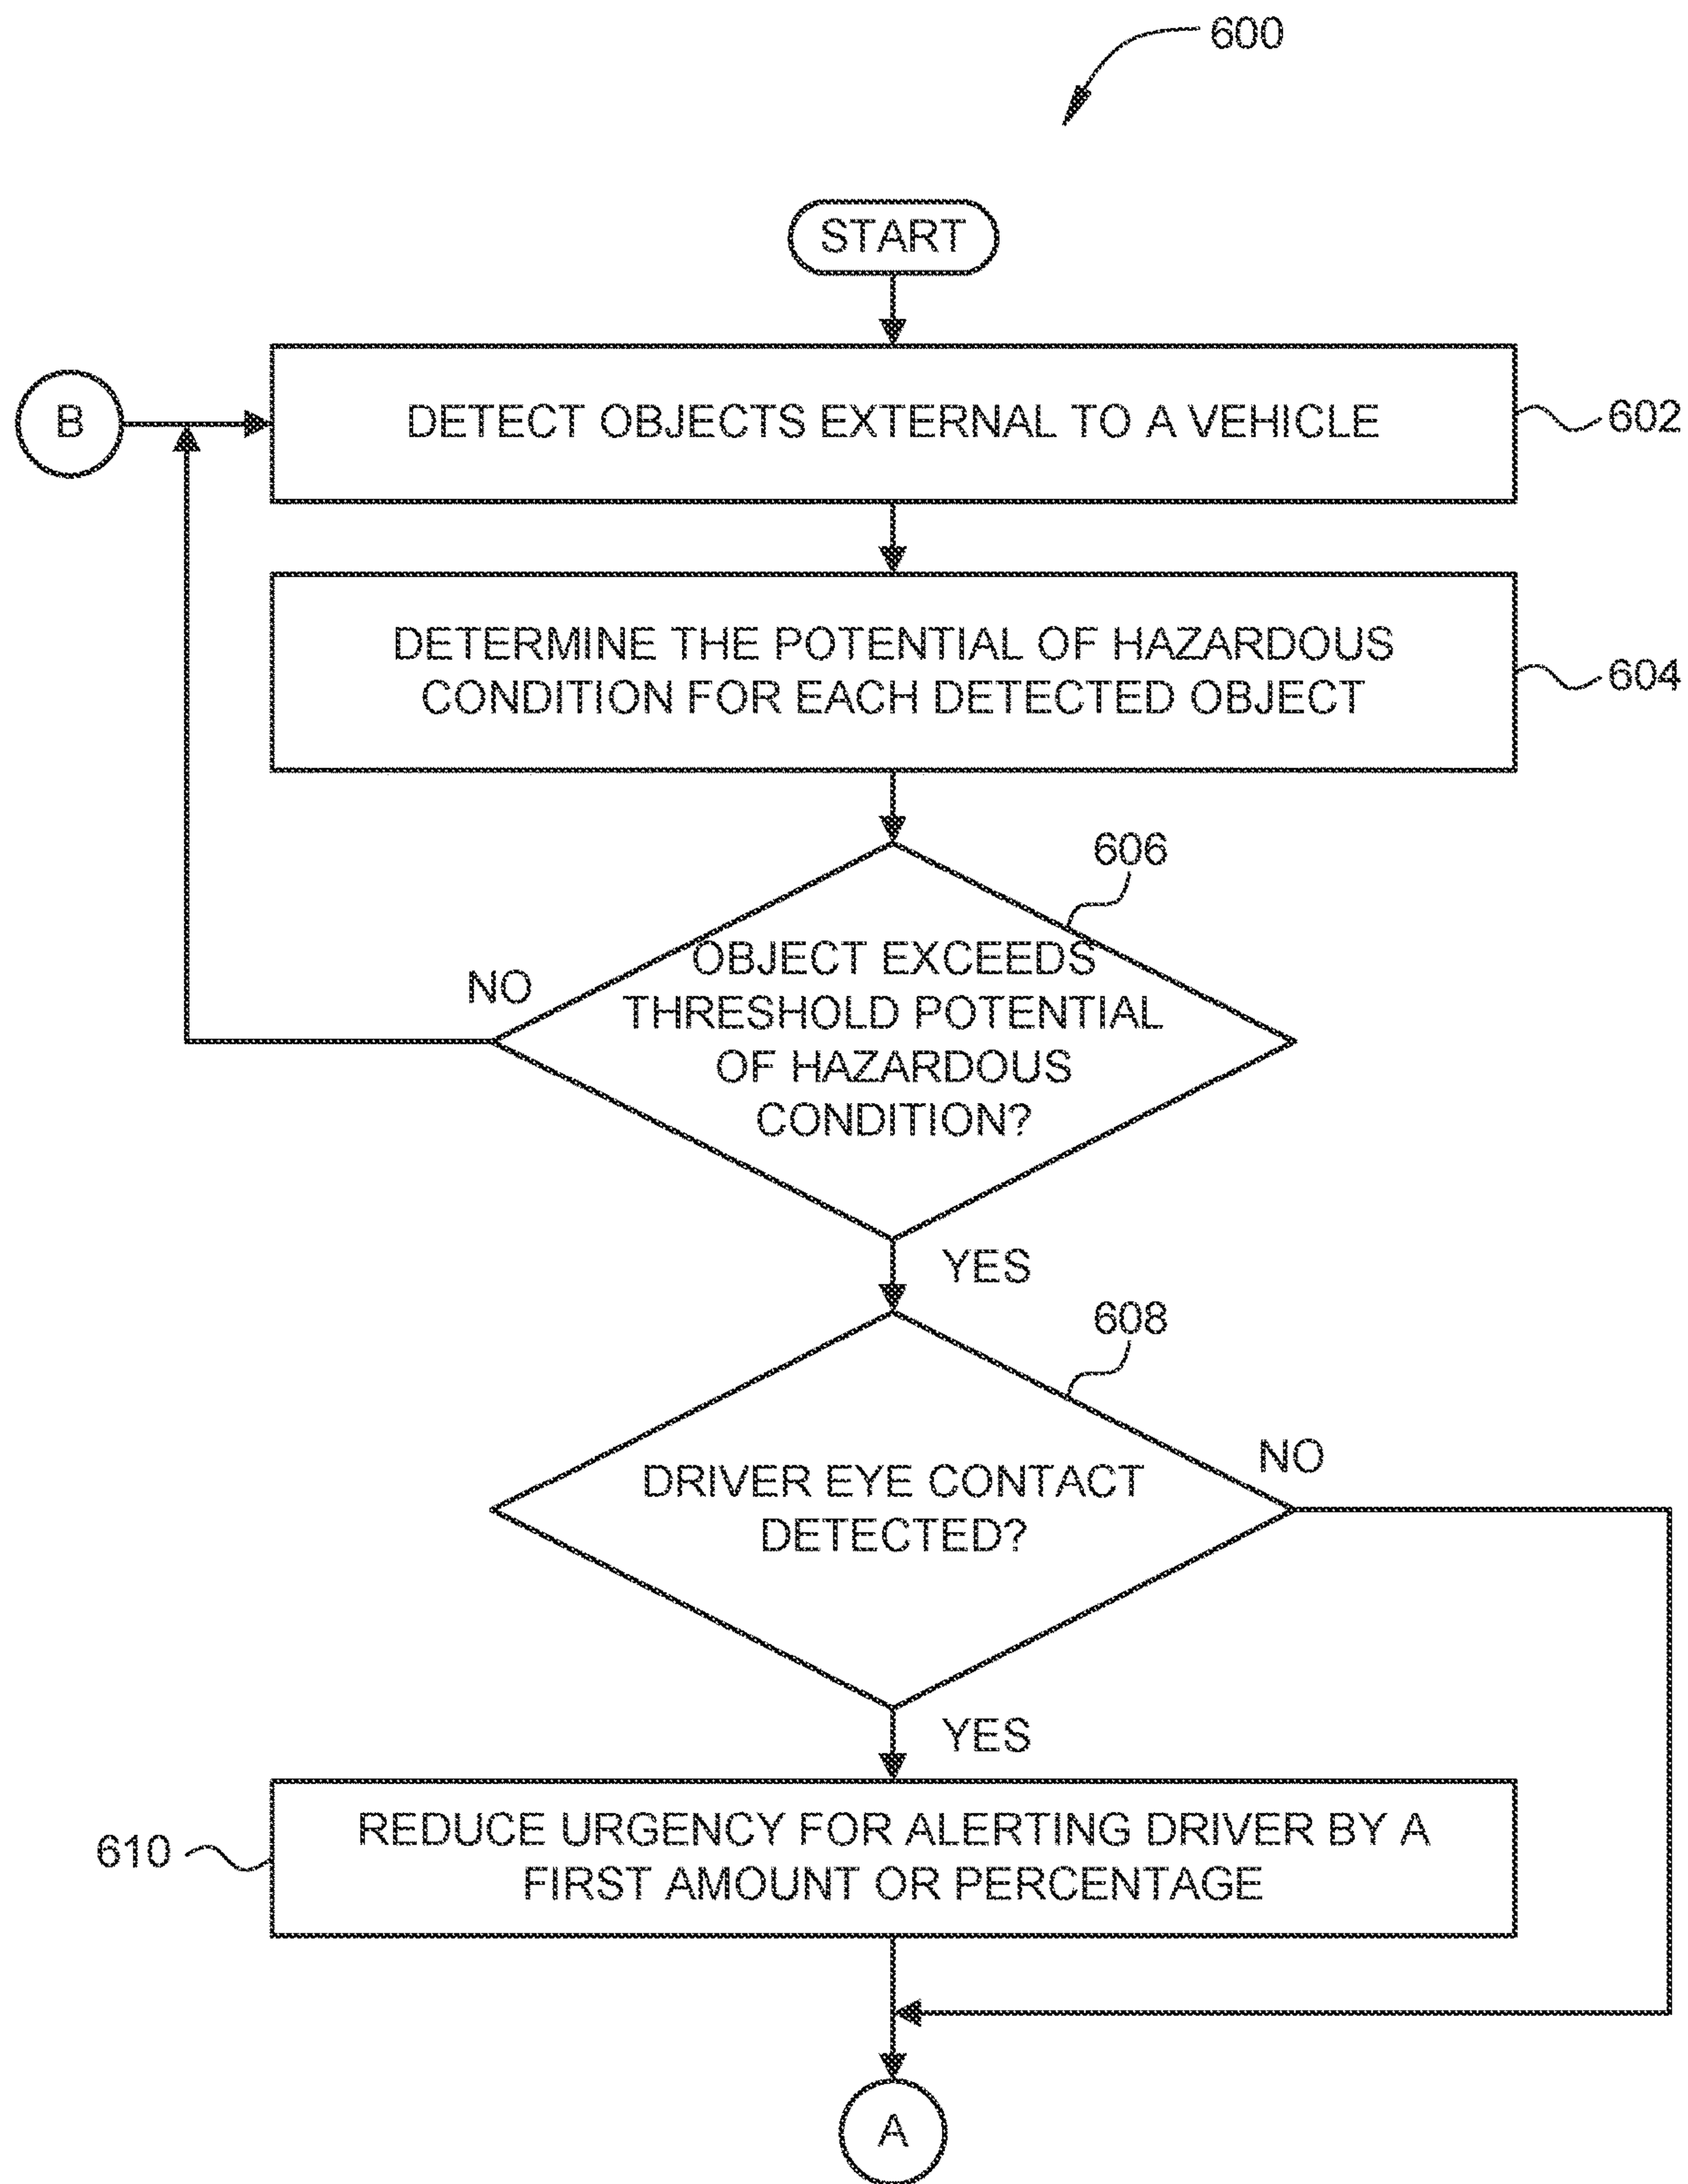 600
START
B
DETECT OBJECTS EXTERNAL TO A VEHICLE
602
DETERMINE THE POTENTIAL OF HAZARDOUS
CONDITION FOR EACH DETECTED OBJECT
604
606
OBJECT EXCEEDS
THRESHOLD POTENTIAL
OF HAZARDOUS
CONDITION?
NO
YES
608
DRIVER EYE CONTACT
DETECTED?
NO
YES
610
REDUCE URGENCY FOR ALERTING DRIVER BY A
FIRST AMOUNT OR PERCENTAGE
A